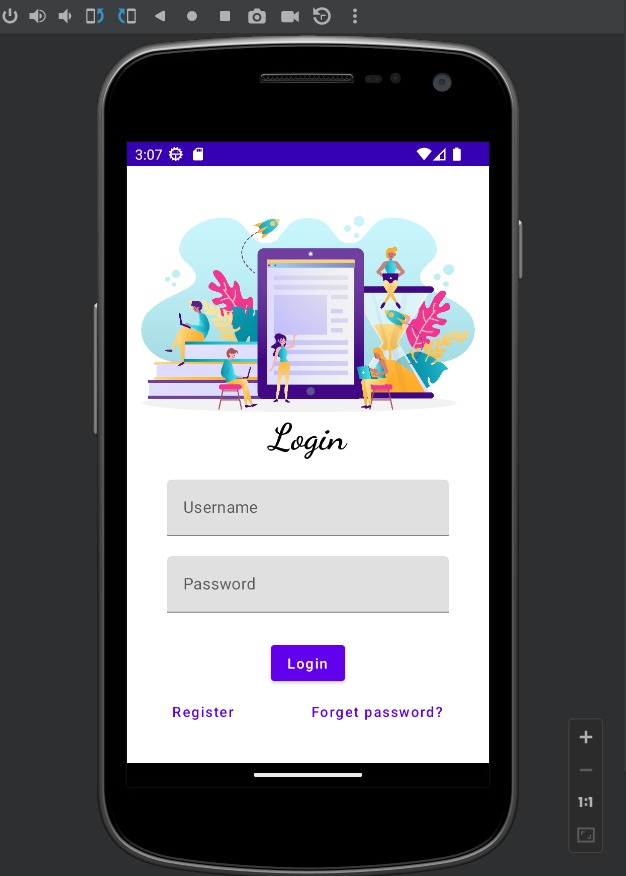 3:07
Login
Username
Password
Login
Register Forget password?
1:1